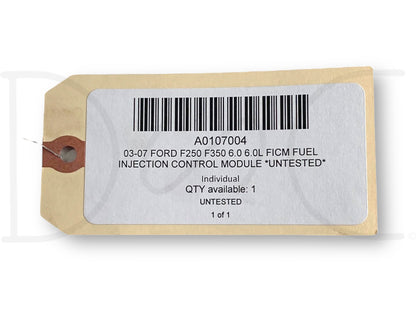 A0107004
03-07 FORD F250 F350 6.0 6.0L FICM FUEL
INJECTION CONTROL MODULE *UNTESTED*
Individual
QTY available: 1
UNTESTED
1 of 1